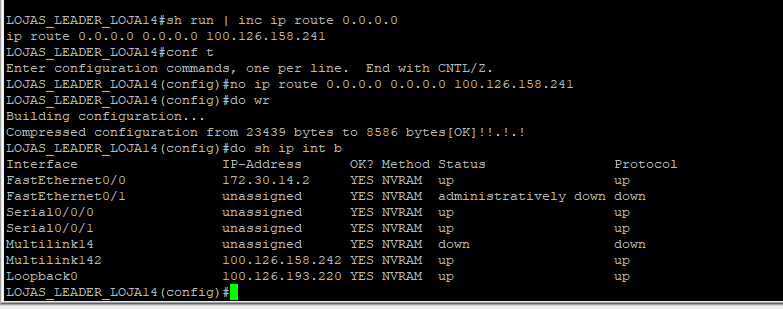 LOJAS_LEADER_LOJA14#sh run | inc ip route 0.0.0.0
ip route 0.0.0.0 0.0.0.0 100.126.158.241
LOJAS_LEADER_LOJA14#conf t
Enter configuration commands, one per line.  End with CNTL/Z.
LOJAS_LEADER_LOJA14(config)#no ip route 0.0.0.0 0.0.0.0 100.126.158.241
LOJAS_LEADER_LOJA14(config)#do wr
Building configuration...
Compressed configuration from 23439 bytes to 8586 bytes[OK]!!.!.!
LOJAS_LEADER_LOJA14(config)#do sh ip int b
Interface                  IP-Address      OK? Method Status                Protocol
FastEthernet0/0            172.30.14.2     YES NVRAM  up                    up
FastEthernet0/1            unassigned      YES NVRAM  administratively down down
Serial0/0/0                unassigned      YES NVRAM  up                    up
Serial0/0/1                unassigned      YES NVRAM  up                    up
Multilink14                unassigned      YES NVRAM  down                  down
Multilink142               100.126.158.242 YES NVRAM  up                    up
Loopback0                  100.126.193.220 YES NVRAM  up                    up
LOJAS_LEADER_LOJA14(config)#